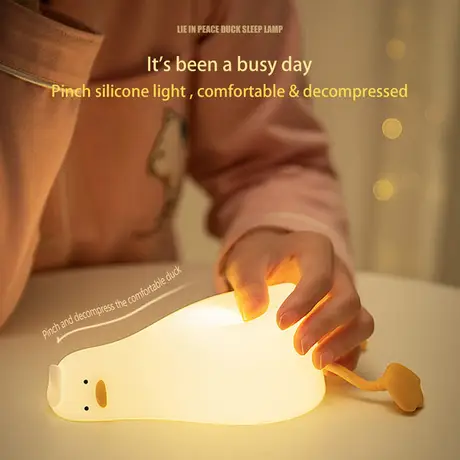 LIE IN PEACE DUCK SLEEP LAMP
It's been a busy day
Pinch silicone light , comfortable & decompressed
Pinch and decompress the comfortable duck